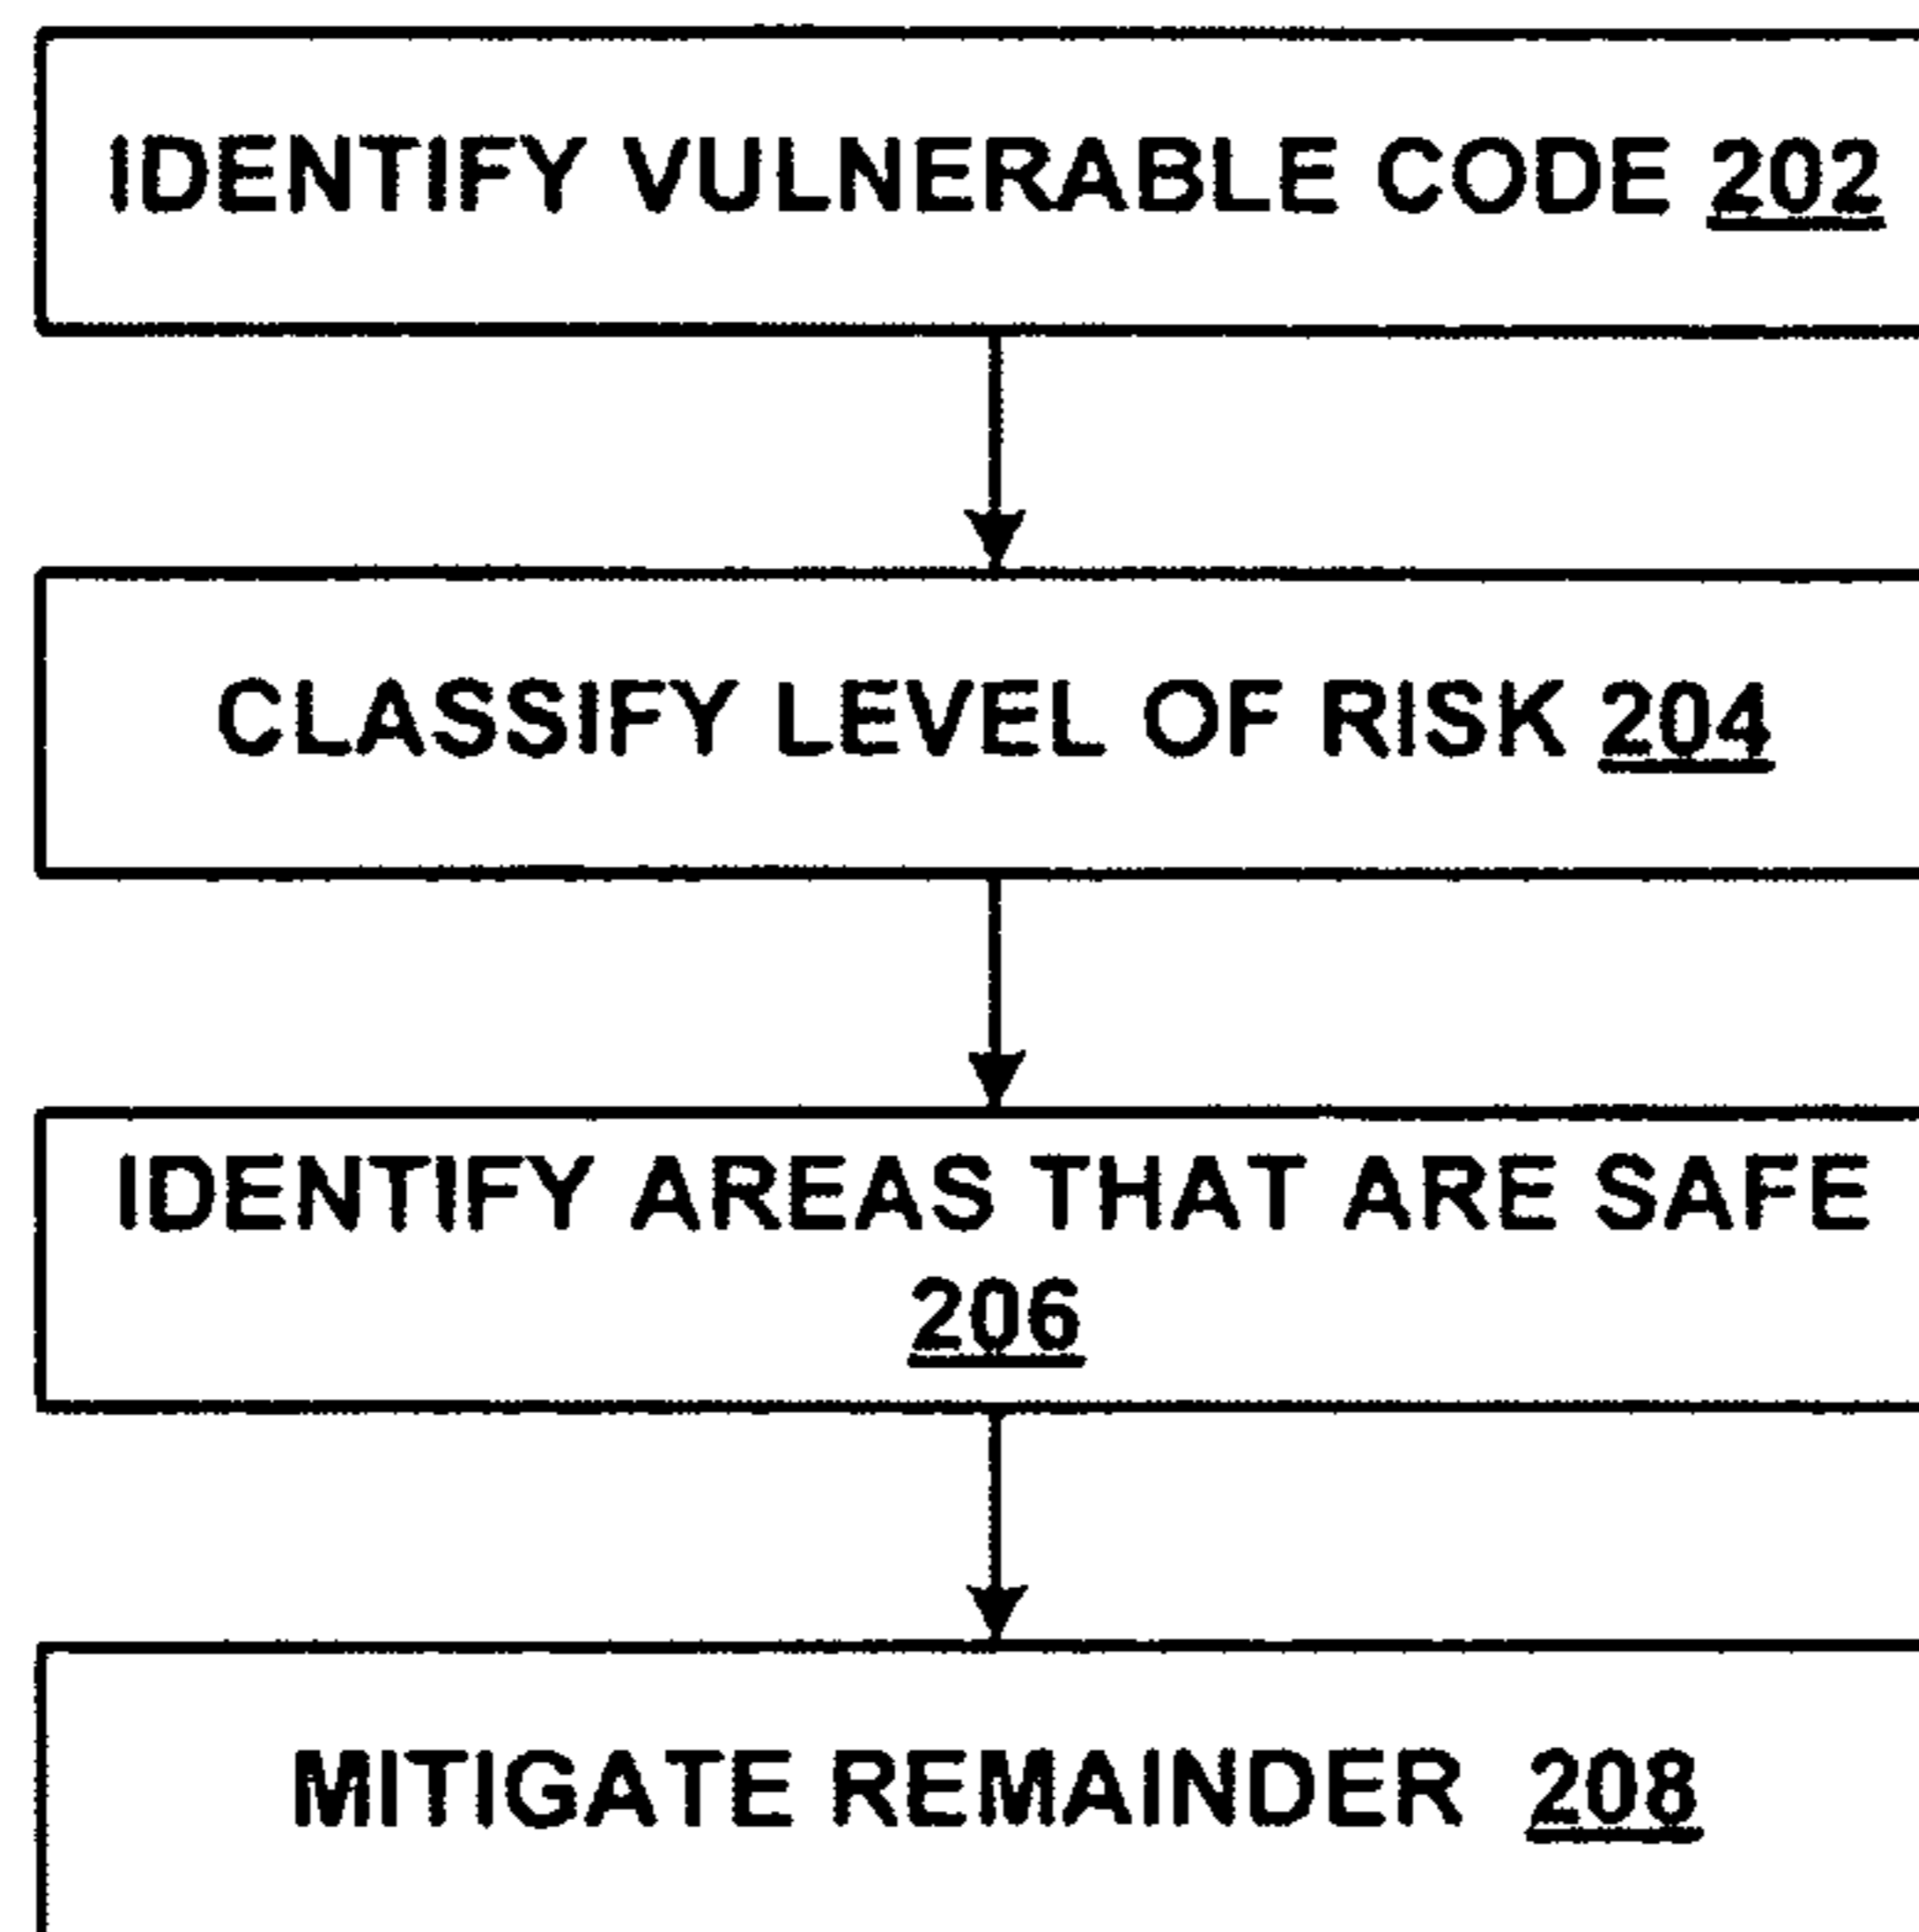 IDENTIFY VULNERABLE CODE 202
CLASSIFY LEVEL OF RISK 204
IDENTIFY AREAS THAT ARE SAFE
206
MITIGATE REMAINDER 208